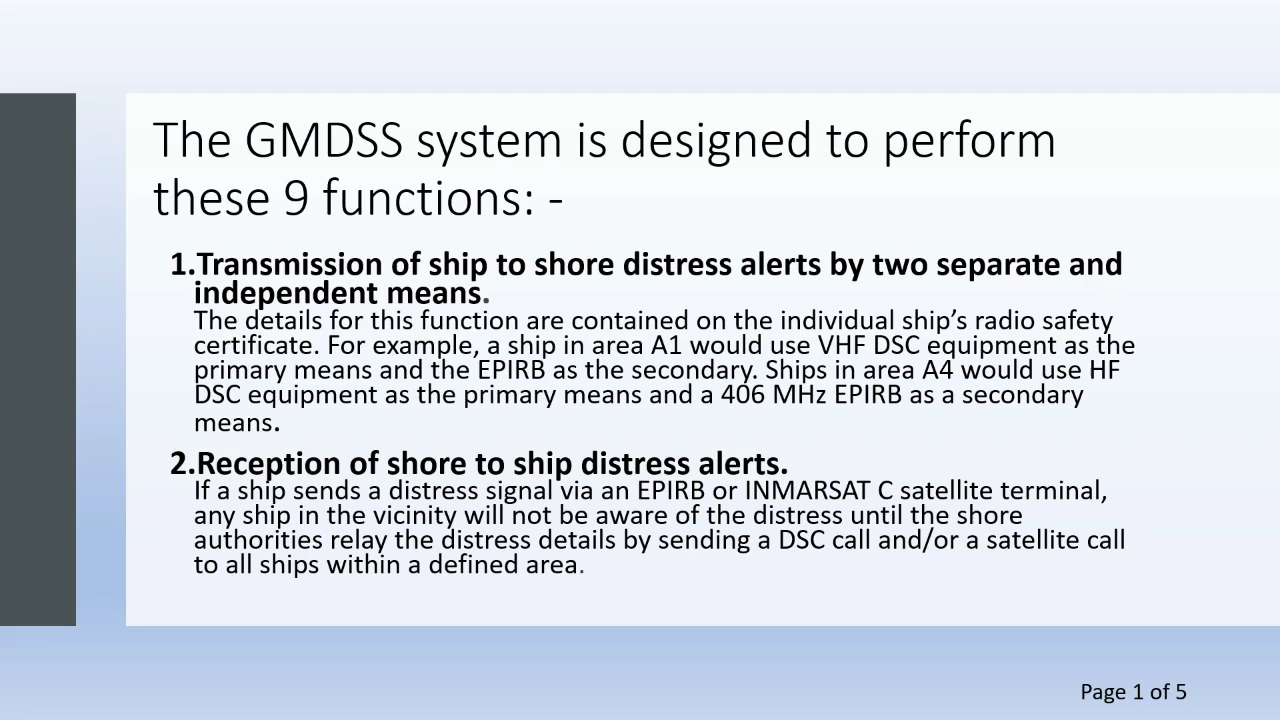 The GMDSS system is designed to perform
these 9 functions: -
1.Transmission of ship to shore distress alerts by two separate and
independent means.
The details for this function are contained on the individual ship’s radio safety
certificate. For example, a ship in area A1 would use VHF DSC equipment as the
primary means and the EPIRB as the secondary. Ships in area A4 would use HF
DSC equipment as the primary means and a 406 MHz EPIRB as a secondary
means.
2.Reception of shore to ship distress alerts.
If a ship sends a distress signal via an EPIRB or INMARSAT C satellite terminal,
any ship in the vicinity will not be aware of the distress until the shore
authorities relay the distress details by sending a DSC call and/or a satellite call
to all ships within a defined area.
Page 1 of 5